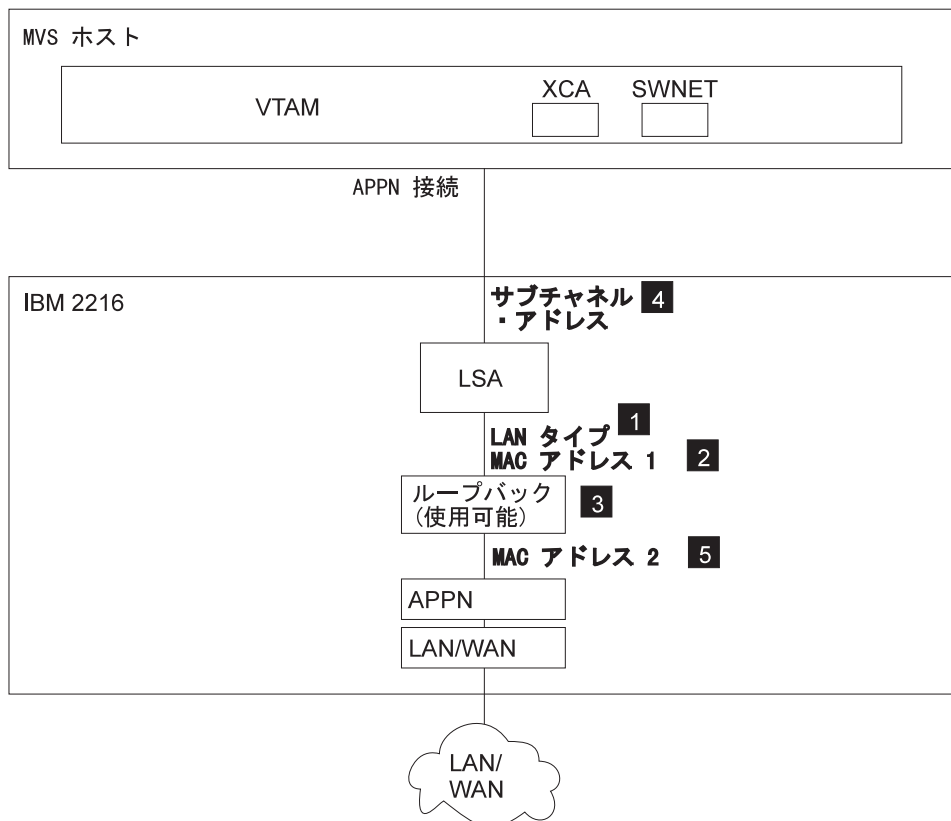 MVS ホスト
VTAM
XCA
SWNET
APPN 接続
IBM 2216
サブチャネル 4
・アドレス
LSA
LAN タイプ 1
MAC アドレス 1 2
ループバック
(使用可能) 3
MAC アドレス 2 5
APPN
LAN/WAN
LAN/
WAN